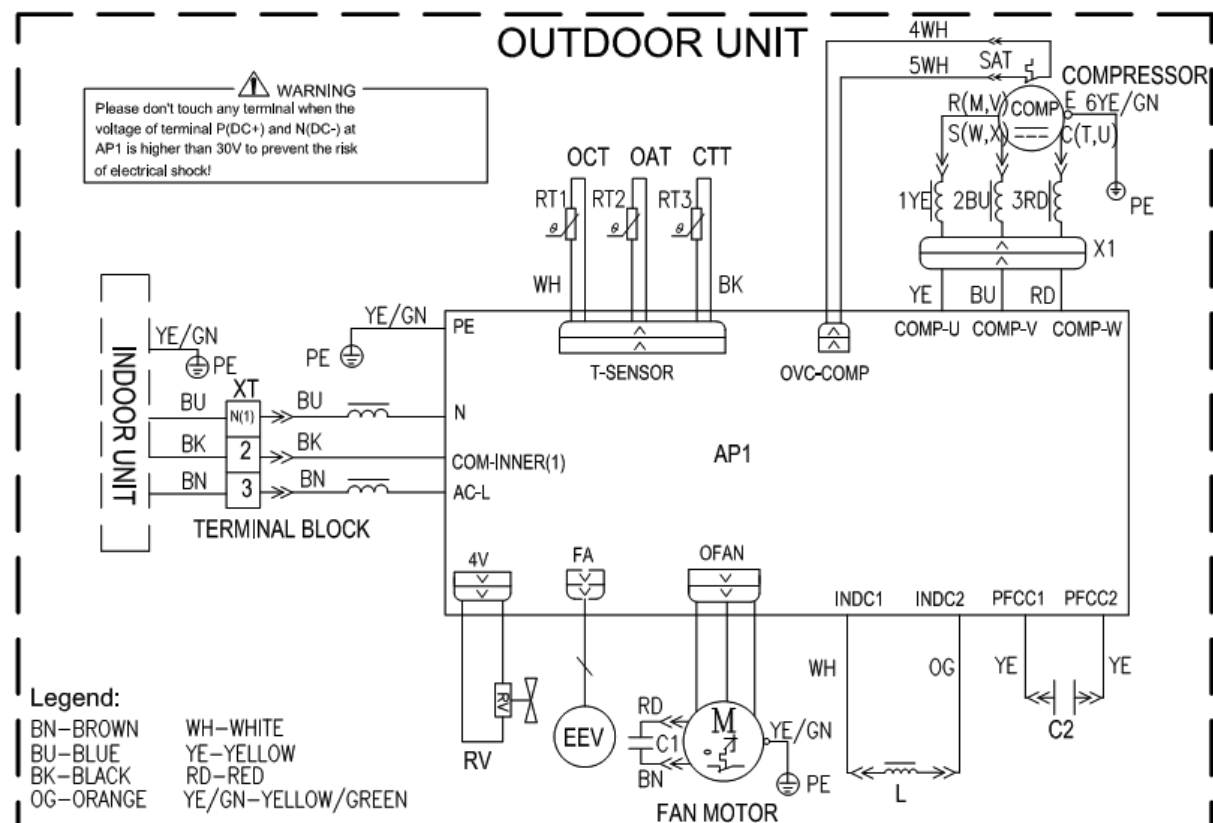 OUTDOOR UNIT
WARNING
Please don't touch any terminal when the
voltage of terminal P(DC+) and N(DC-) at
AP1 is higher than 30V to prevent the risk
of electrical shock!
4WH
5WH
SAT
COMPRESSOR
R(M,V)
COMP
E
6YE/GN
S(W,X)
C(T,U)
PE
1YE
2BU
3RD
X1
YE
BU
RD
COMP-U
COMP-V
COMP-W
OCT
OAT
CTT
RT1
RT2
RT3
θ
θ
θ
WH
BK
T-SENSOR
OVC-COMP
INDOOR UNIT
YE/GN
PE
YE/GN
PE
PE
XT
BU
N(1)
BU
N
BK
2
BK
COM-INNER(1)
BN
3
BN
AC-L
TERMINAL BLOCK
AP1
4V
FA
OFAN
INDC1
INDC2
PFCC1
PFCC2
RV
RV
EEV
RD
C1
BN
M
YE/GN
PE
FAN MOTOR
WH
OG
L
YE
YE
C2
Legend:
BN-BROWN WH-WHITE
BU-BLUE YE-YELLOW
BK-BLACK RD-RED
OG-ORANGE YE/GN-YELLOW/GREEN